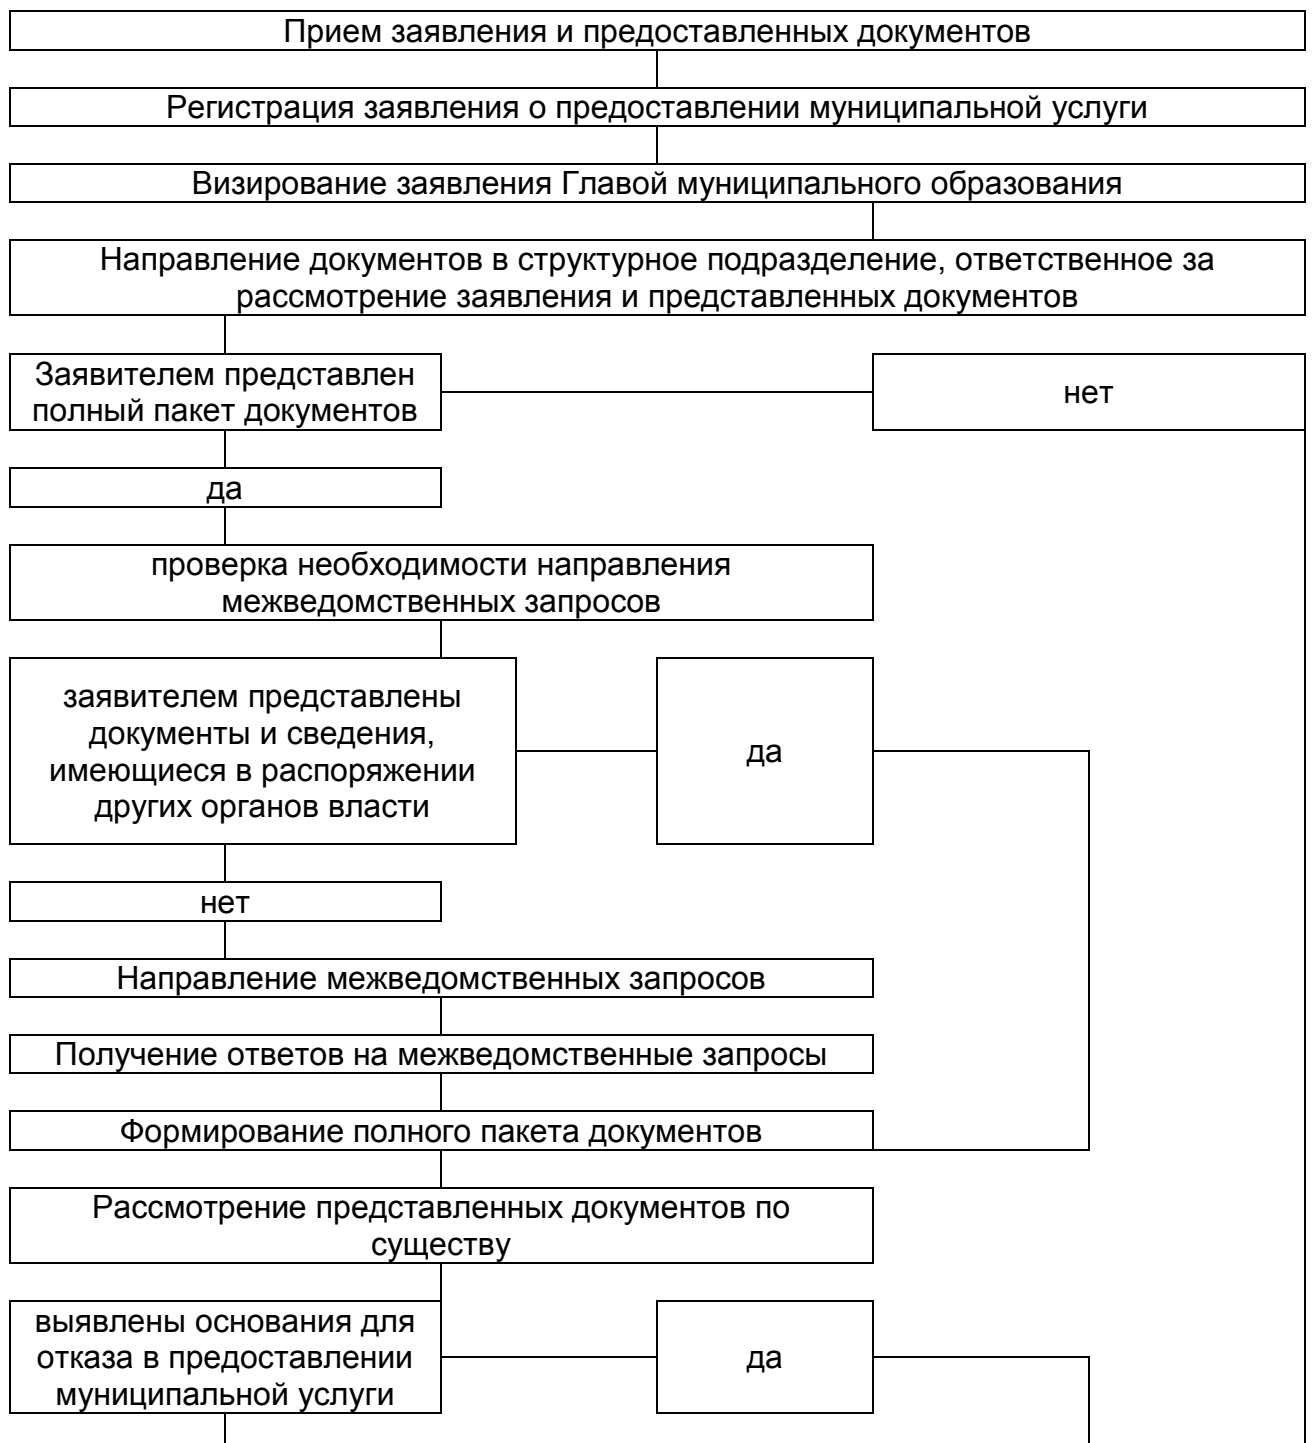 Прием заявления и предоставленных документов
Регистрация заявления о предоставлении муниципальной услуги
Визирование заявления Главой муниципального образования
Направление документов в структурное подразделение, ответственное за
рассмотрение заявления и представленных документов
Заявителем представлен
полный пакет документов
нет
да
проверка необходимости направления
межведомственных запросов
заявителем представлены
документы и сведения,
имеющиеся в распоряжении
других органов власти
да
нет
Направление межведомственных запросов
Получение ответов на межведомственные запросы
Формирование полного пакета документов
Рассмотрение представленных документов по
существу
выявлены основания для
отказа в предоставлении
муниципальной услуги
да